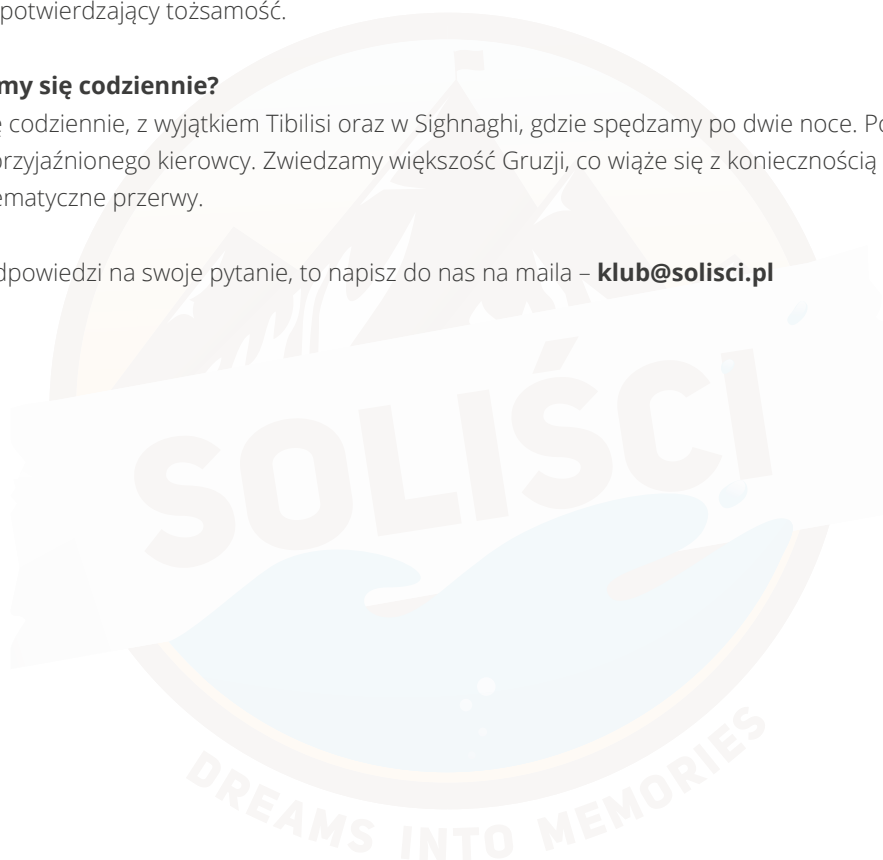 potwierdzający tożsamość.
my się codziennie?
ę codziennie, z wyjątkiem Tibilisi oraz w Sighnaghi, gdzie spędzamy po dwie noce. Po
przyjaźnionego kierowcy. Zwiedzamy większość Gruzji, co wiąże się z koniecznością
ematyczne przerwy.
dpowiedzi na swoje pytanie, to napisz do nas na maila – klub@solisci.pl
SOLIŚCI
DREAMS INTO MEMORIES